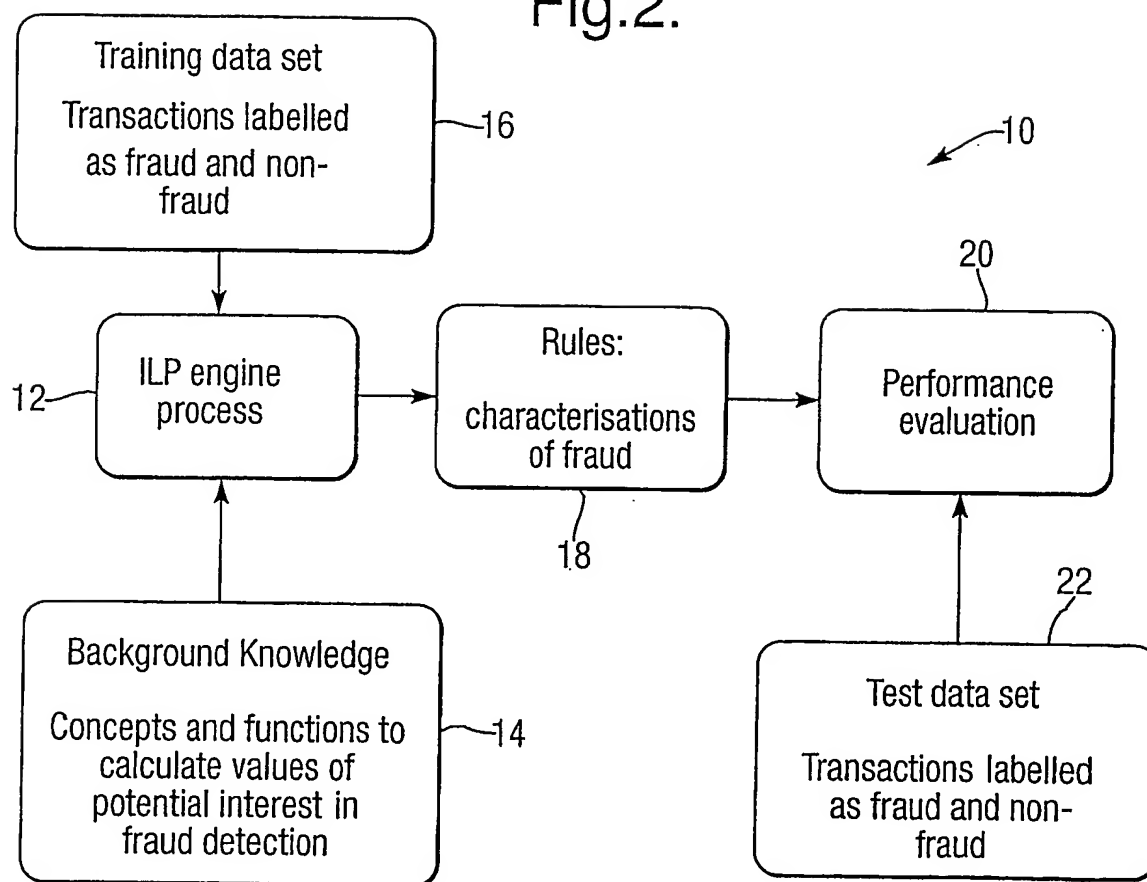 Fig.2.
Training data set
Transactions labelled
as fraud and non-
fraud
16
10
20
12
ILP engine
process
Rules:
characterisations
of fraud
18
Performance
evaluation
22
Background Knowledge
Concepts and functions to
calculate values of
potential interest in
fraud detection
14
Test data set
Transactions labelled
as fraud and non-
fraud